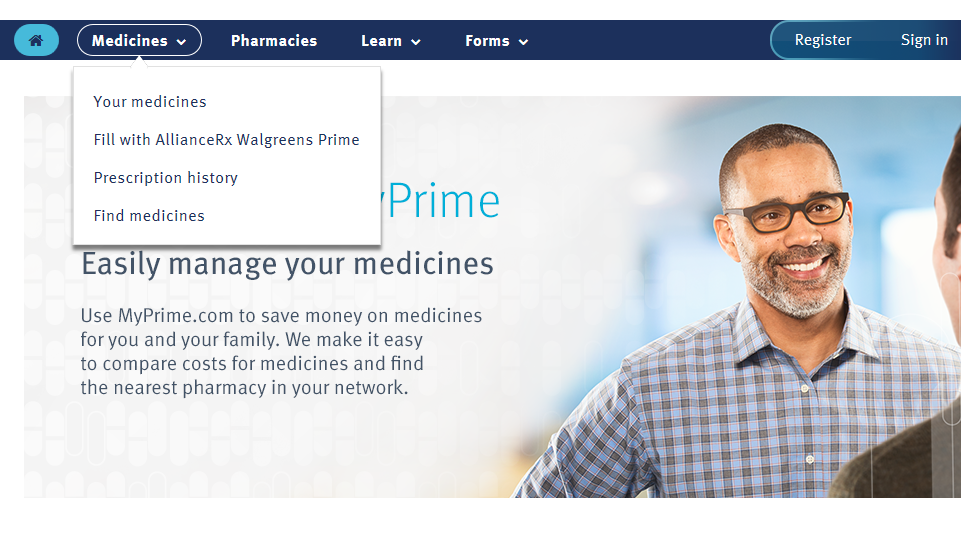 Medicines
Pharmacies
Learn
Forms
Register
Sign in
Your medicines
Fill with AllianceRx Walgreens Prime
Prescription history
Find medicines
Prime
Easily manage your medicines
Use MyPrime.com to save money on medicines
for you and your family. We make it easy
to compare costs for medicines and find
the nearest pharmacy in your network.